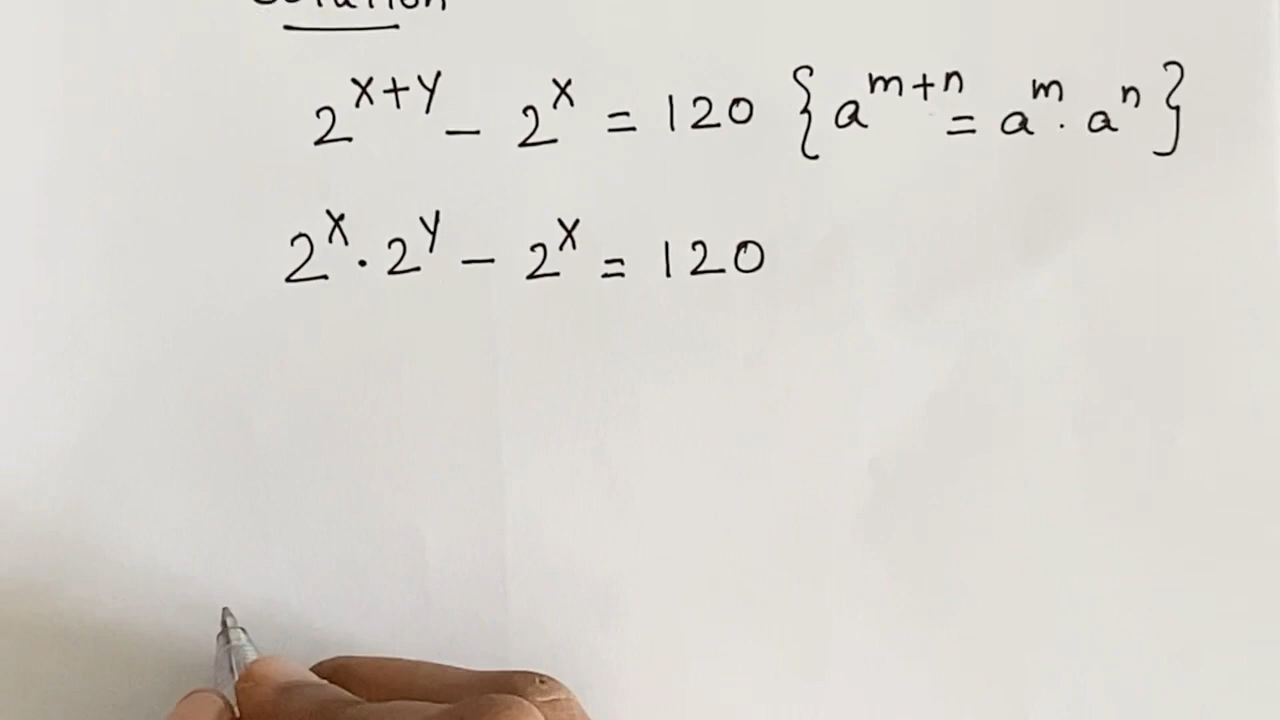 2^{x+y} - 2^x = 120 {a^{m+n} = a^m . a^n}
2^x . 2^y - 2^x = 120